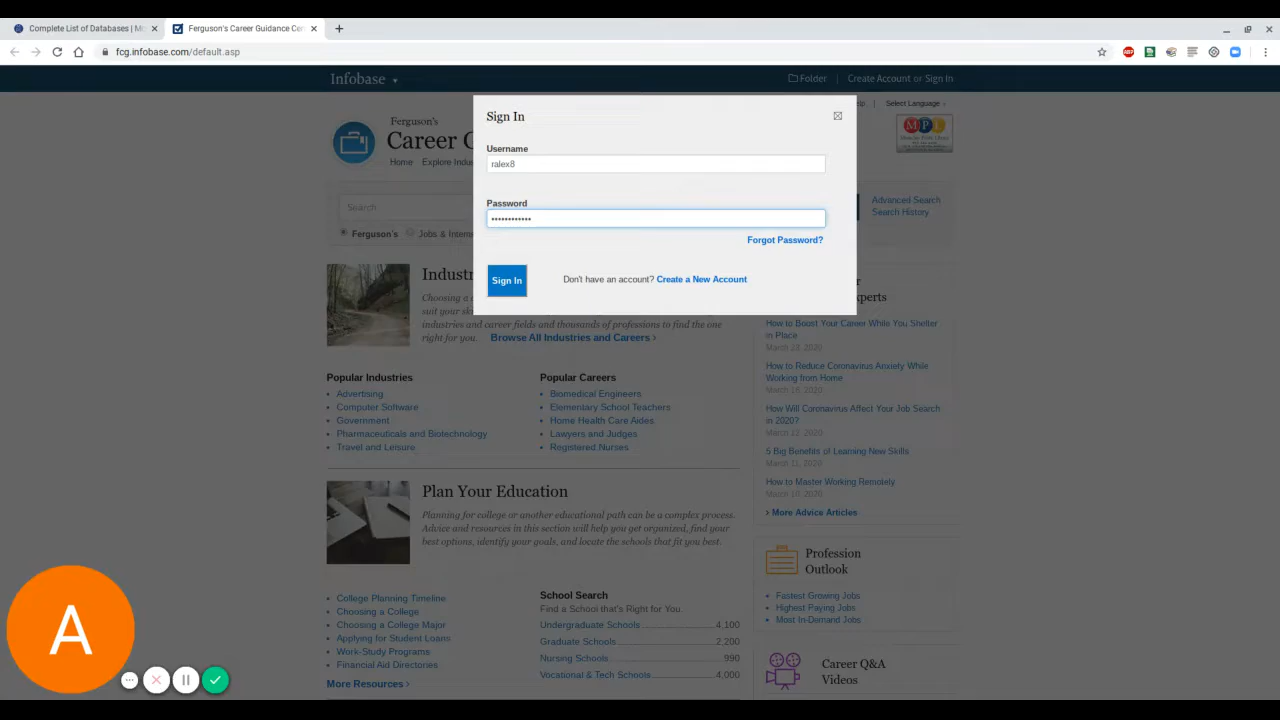 Complete List of Databases | M
Ferguson's Career Guidance Cen
fcg.infobase.com/default.asp
Infobase
Folder | Create Account or Sign In
Select Language
Ferguson's
Career G
Home Explore Indus
MPL
Search
Ferguson's Jobs & Intern
Advanced Search
Search History
Sign In
Username
ralex8
Password
••••••••••••
Forgot Password?
Sign In
Don't have an account? Create a New Account
Industr
Choosing a c
suit your sk
industries and career fields and thousands of professions to find the one
right for you. Browse All Industries and Careers ›
Popular Industries
• Advertising
• Computer Software
• Government
• Pharmaceuticals and Biotechnology
• Travel and Leisure
Popular Careers
• Biomedical Engineers
• Elementary School Teachers
• Home Health Care Aides
• Lawyers and Judges
• Registered Nurses
Plan Your Education
Planning for college or another educational path can be a complex process.
Advice and resources in this section will help you get organized, find your
best options, identify your goals, and locate the schools that fit you best.
• College Planning Timeline
• Choosing a College
• Choosing a College Major
• Applying for Student Loans
• Work-Study Programs
• Financial Aid Directories
More Resources ›
School Search
Find a School that's Right for You.
Undergraduate Schools 4,100
Graduate Schools 2,200
Nursing Schools 990
Vocational & Tech Schools 4,000
r
xperts
How to Boost Your Career While You Shelter
in Place
March 23, 2020
How to Reduce Coronavirus Anxiety While
Working from Home
March 16, 2020
How Will Coronavirus Affect Your Job Search
in 2020?
March 13, 2020
5 Big Benefits of Learning New Skills
March 11, 2020
How to Master Working Remotely
March 10, 2020
› More Advice Articles
Profession
Outlook
• Fastest Growing Jobs
• Highest Paying Jobs
• Most In-Demand Jobs
Career Q&A
Videos
A